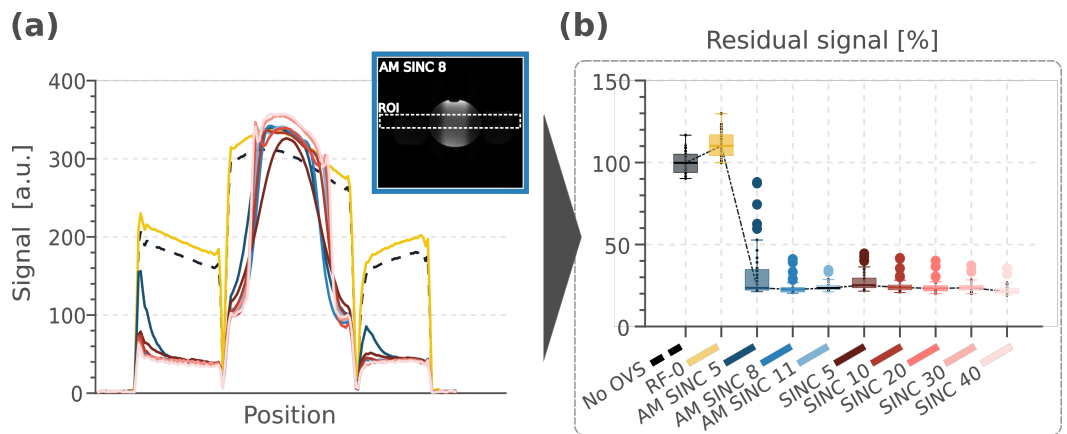 (a)
Signal [a.u.]
400
300
200
100
0
Position
AM SINC 8
ROI
(b)
Residual signal [%]
150
100
50
0
No OVS
RF-0
AM SINC 5
AM SINC 8
AM SINC 11
SINC 5
SINC 10
SINC 20
SINC 30
SINC 40